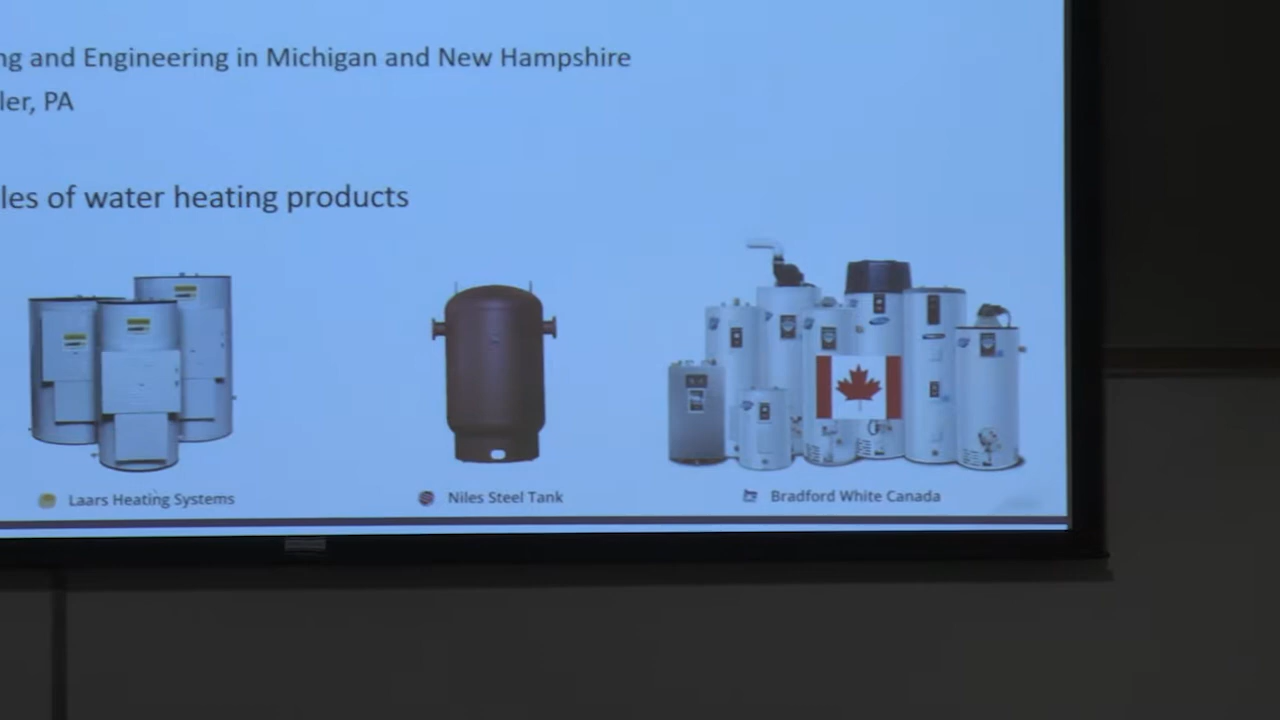 ng and Engineering in Michigan and New Hampshire
ler, PA
les of water heating products
Laars Heating Systems
Niles Steel Tank
Bradford White Canada